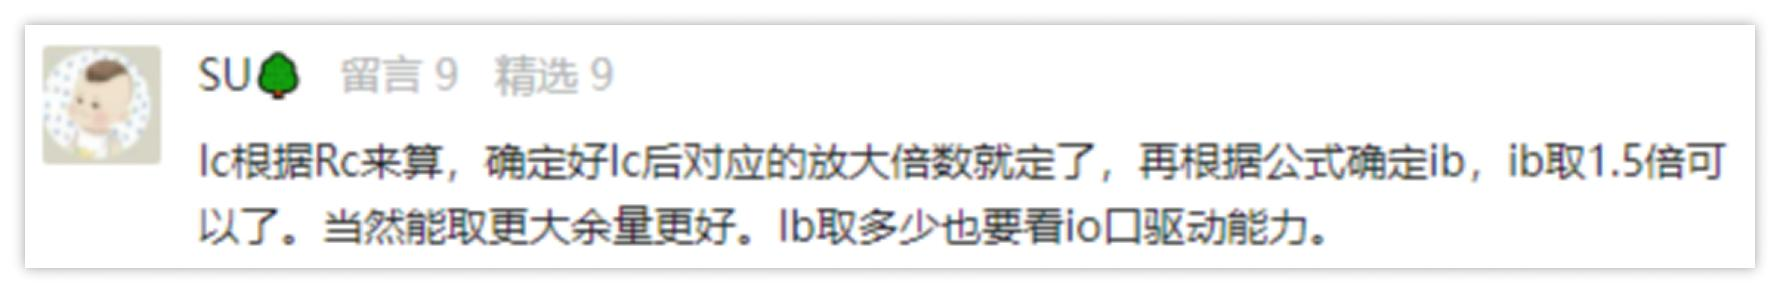 SU🌳 留言 9 精选 9
Ic根据Rc来算，确定好Ic后对应的放大倍数就定了，再根据公式确定ib，ib取1.5倍可
以了。当然能取更大余量更好。Ib取多少也要看io口驱动能力。